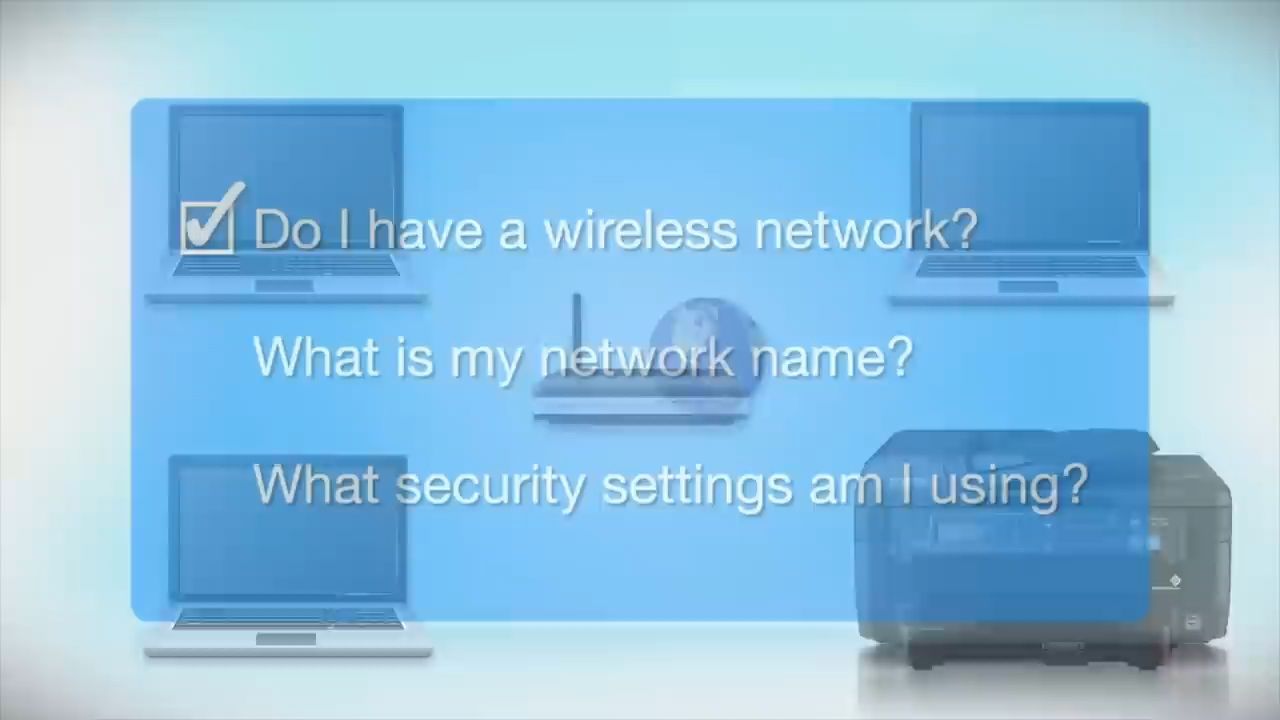 Do I have a wireless network?
What is my network name?
What security settings am I using?